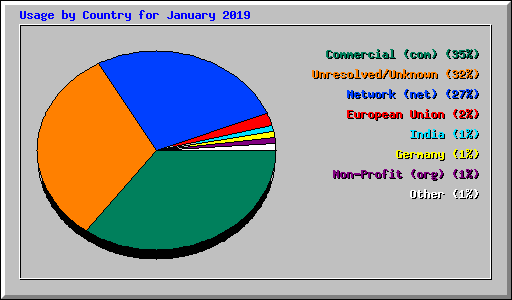 Usage by Country for January 2019
Commercial (com) (35%)
Unresolved/Unknown (32%)
Network (net) (27%)
European Union (2%)
India (1%)
Germany (1%)
Non-Profit (org) (1%)
Other (1%)